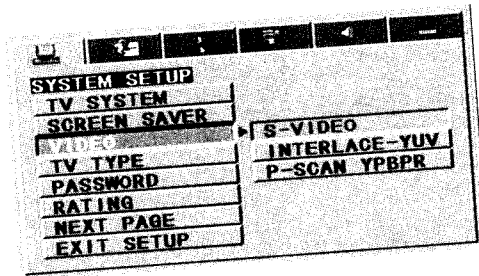 SYSTEM SETUP
TV SYSTEM
SCREEN SAVER
VIDEO
TV TYPE
PASSWORD
RATING
NEXT PAGE
EXIT SETUP
S-VIDEO
INTERLACE-YUV
P-SCAN YPBPR